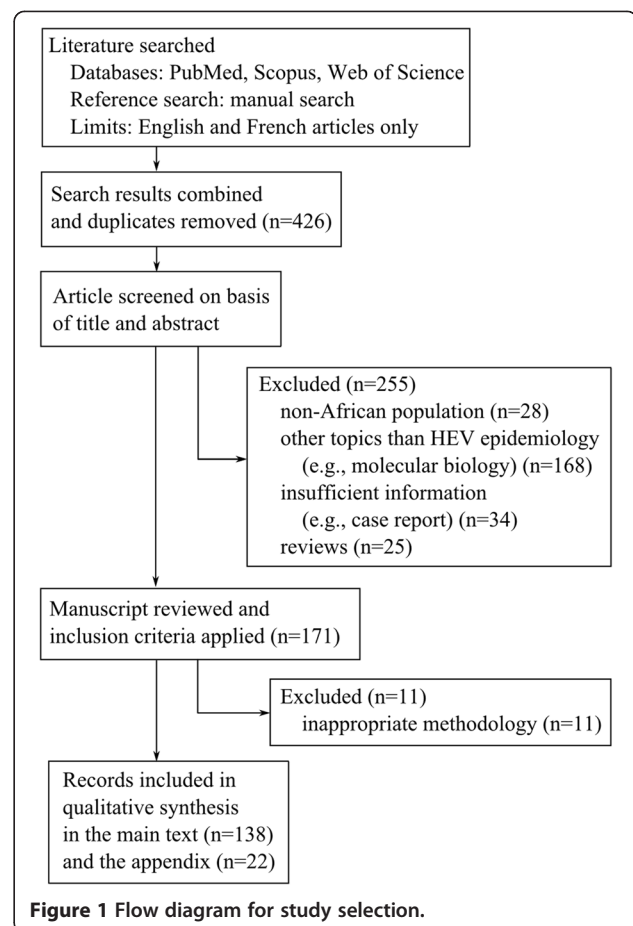 Literature searched
Databases: PubMed, Scopus, Web of Science
Reference search: manual search
Limits: English and French articles only
Search results combined
and duplicates removed (n=426)
Article screened on basis
of title and abstract
Excluded (n=255)
non-African population (n=28)
other topics than HEV epidemiology
(e.g., molecular biology) (n=168)
insufficient information
(e.g., case report) (n=34)
reviews (n=25)
Manuscript reviewed and
inclusion criteria applied (n=171)
Excluded (n=11)
inappropriate methodology (n=11)
Records included in
qualitative synthesis
in the main text (n=138)
and the appendix (n=22)
Figure 1 Flow diagram for study selection.